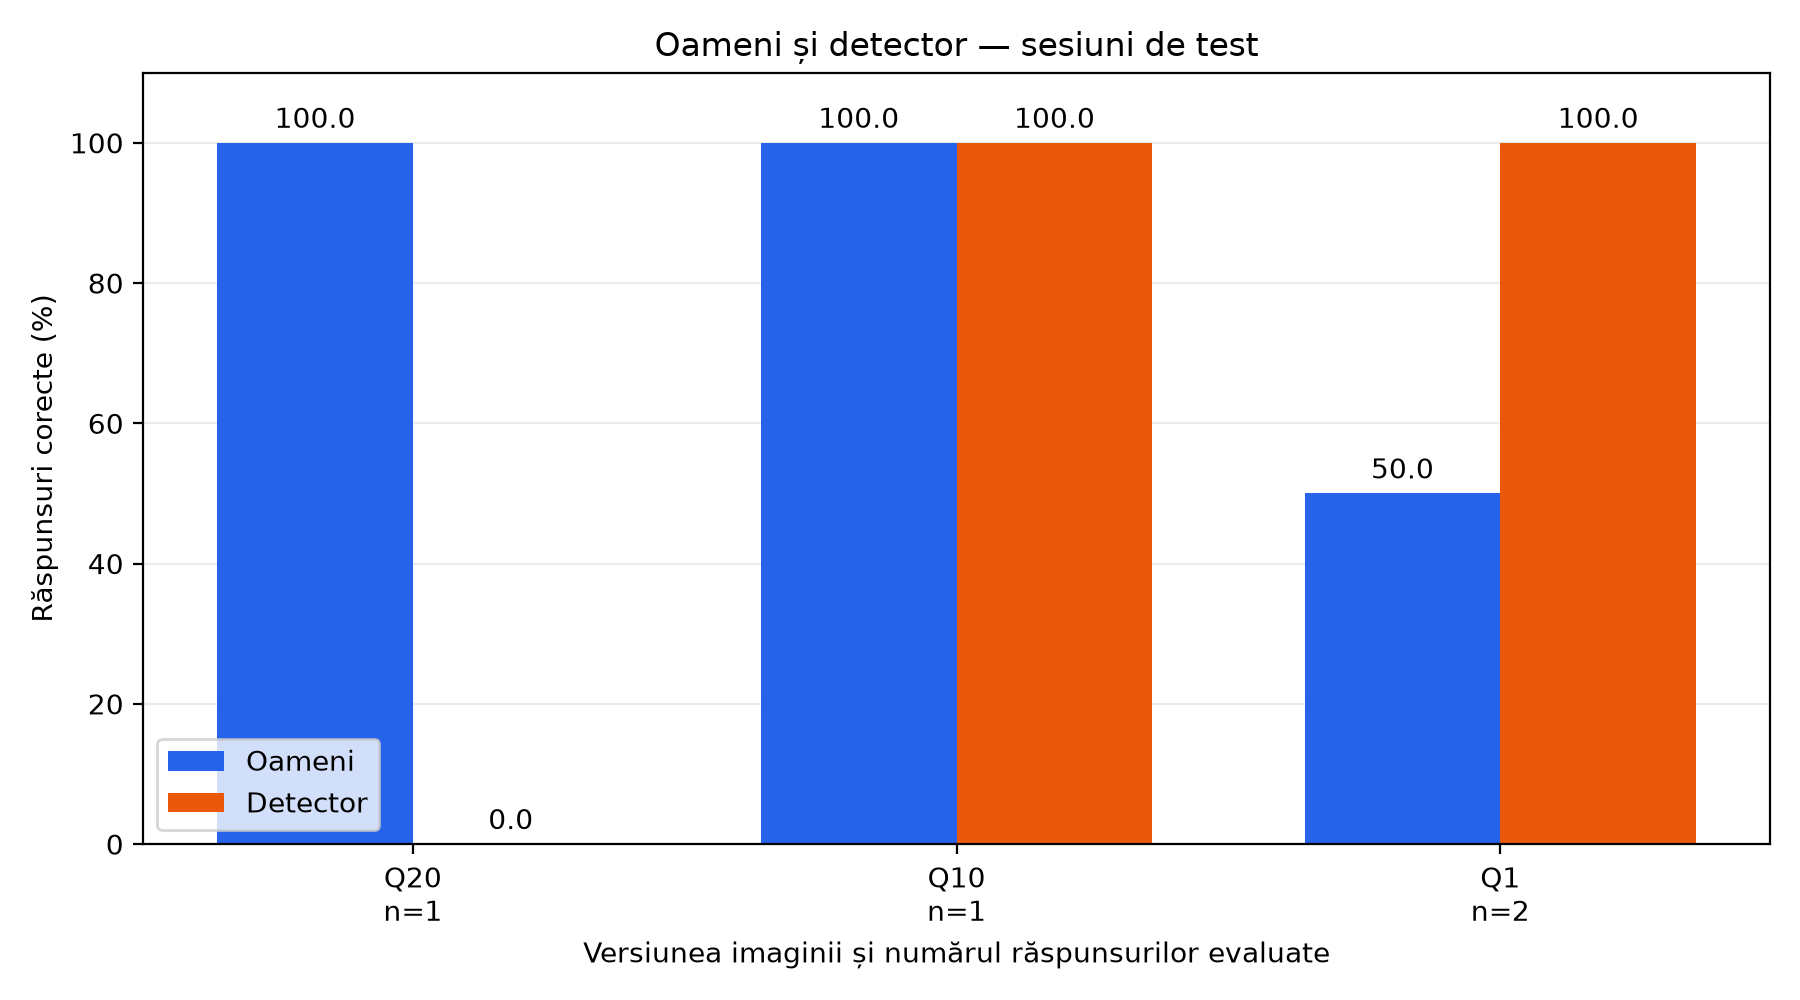 Oameni și detector — sesiuni de test
100.0
100.0
100.0
100.0
50.0
0.0
100
80
60
40
20
0
Răspunsuri corecte (%)
Oameni
Detector
Q20
n=1
Q10
n=1
Q1
n=2
Versiunea imaginii și numărul răspunsurilor evaluate